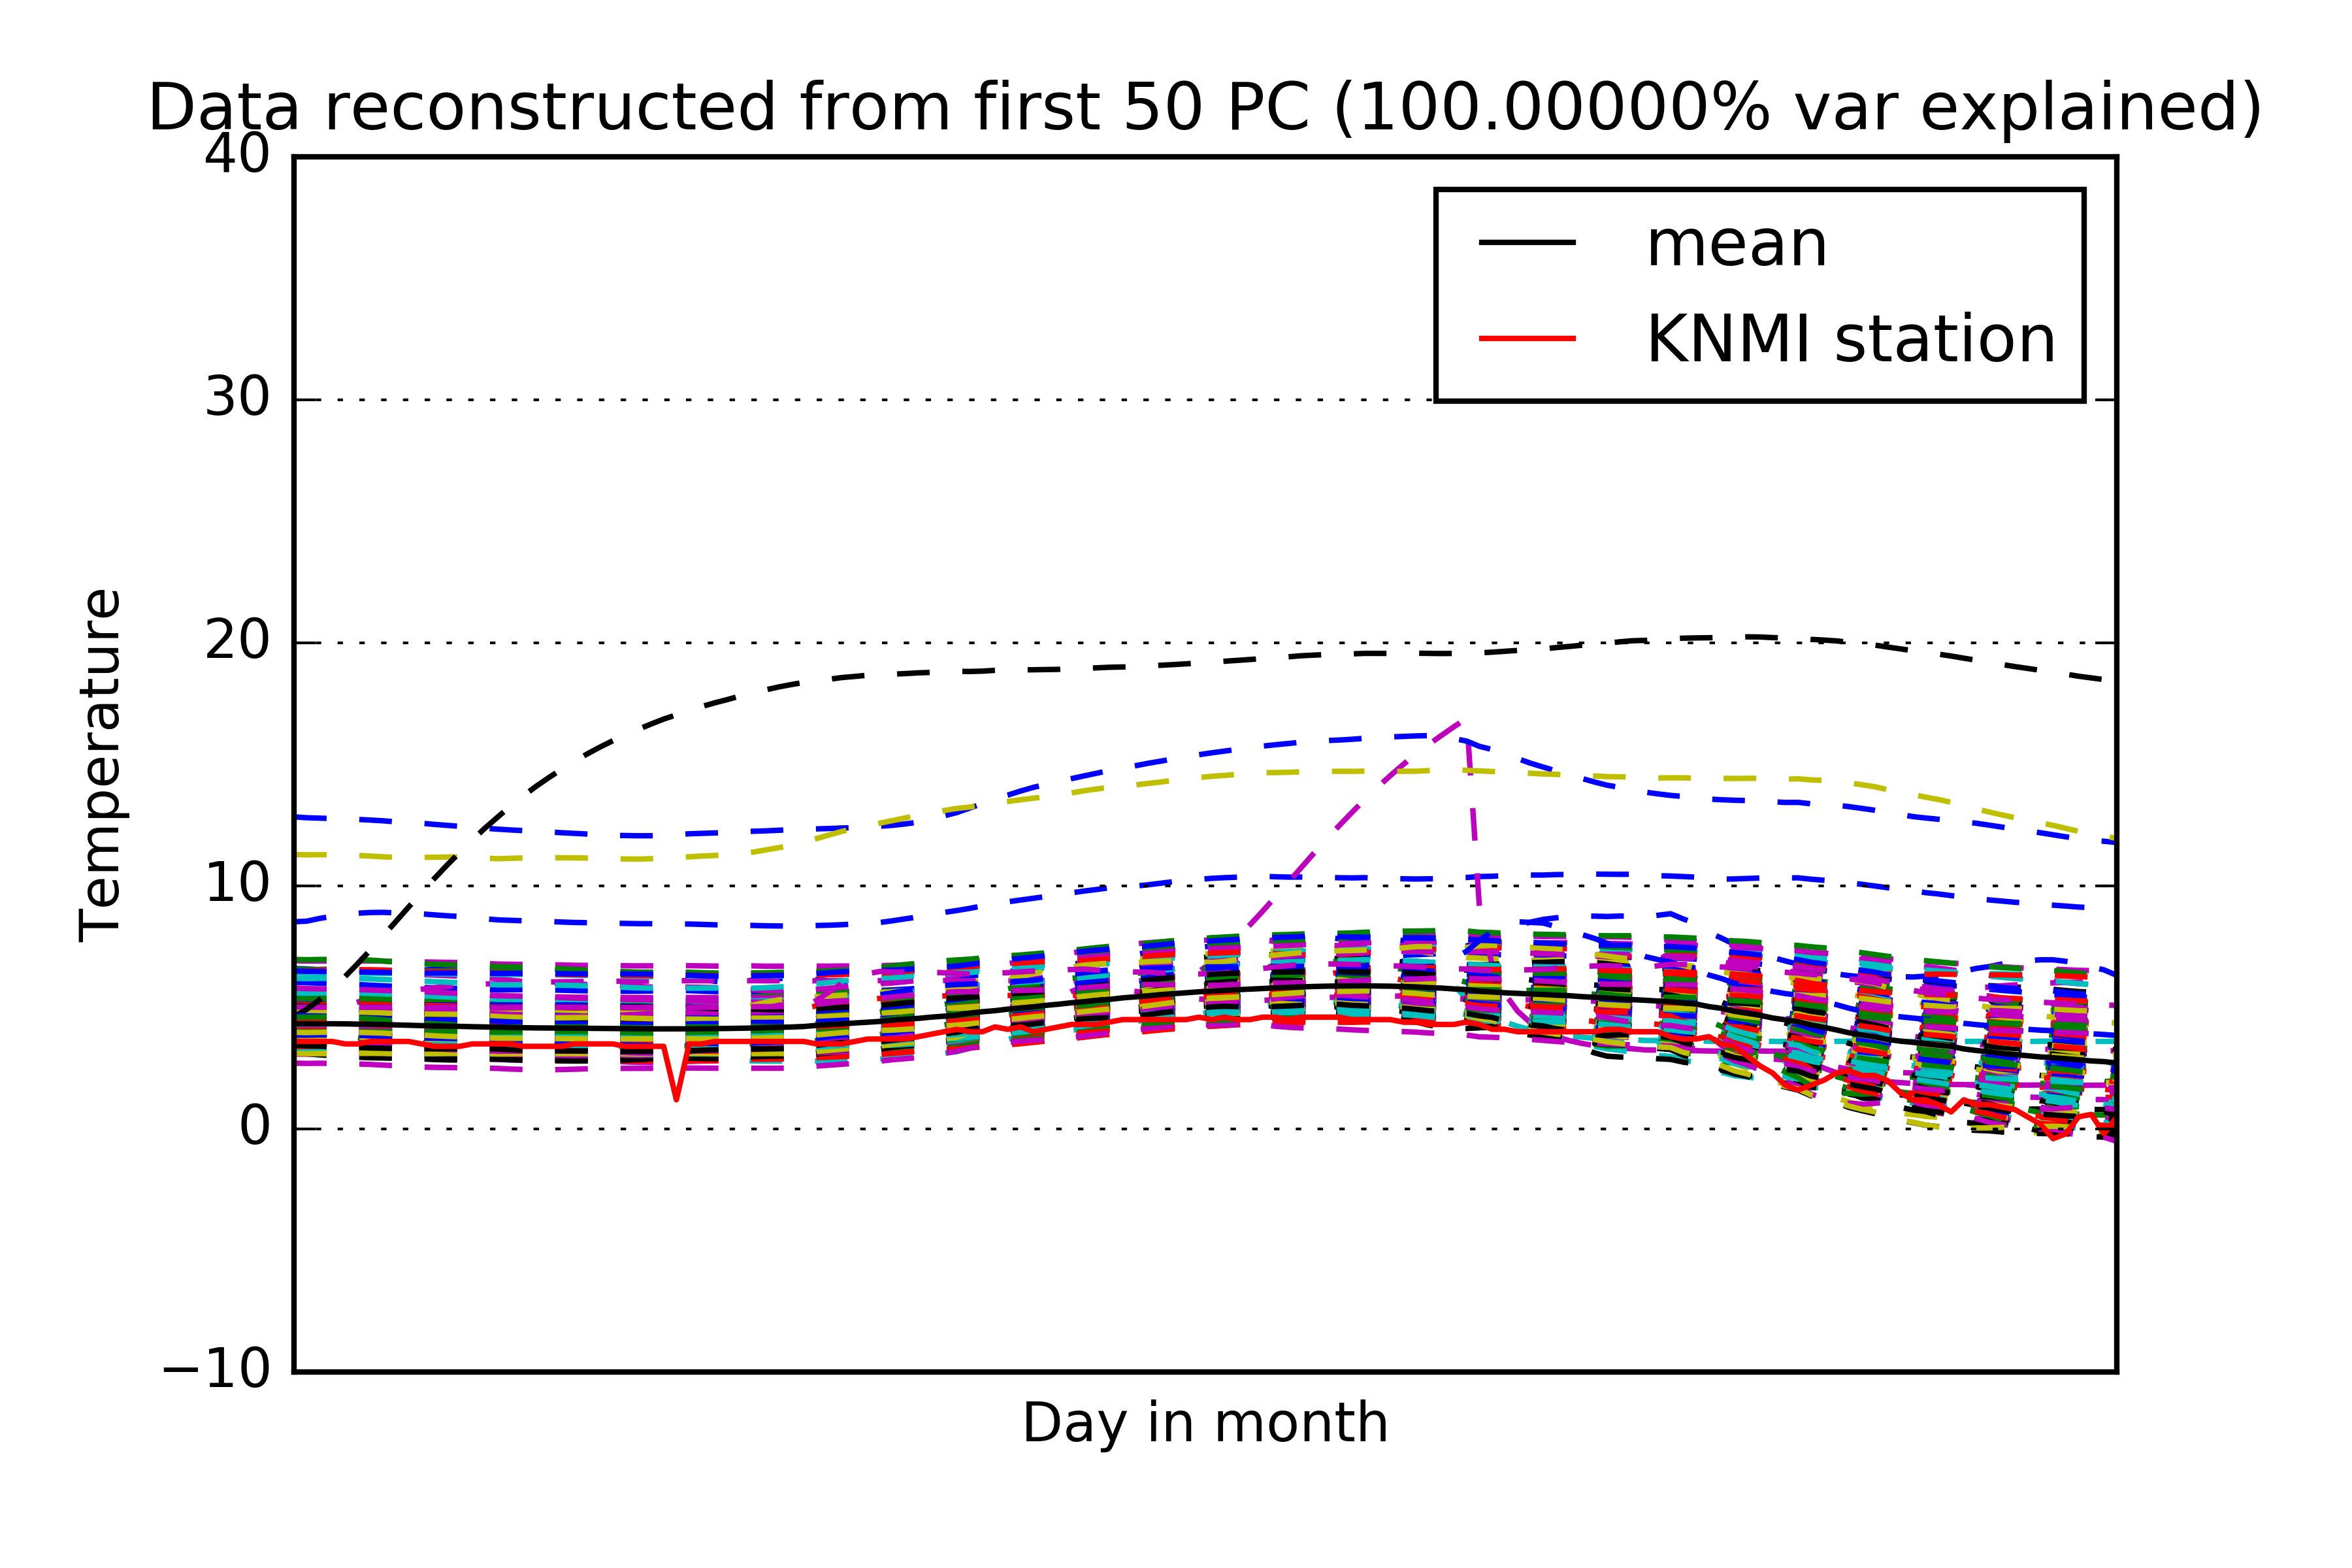 Data reconstructed from first 50 PC (100.00000% var explained)
40
30
20
10
0
−10
Temperature
Day in month
mean
KNMI station